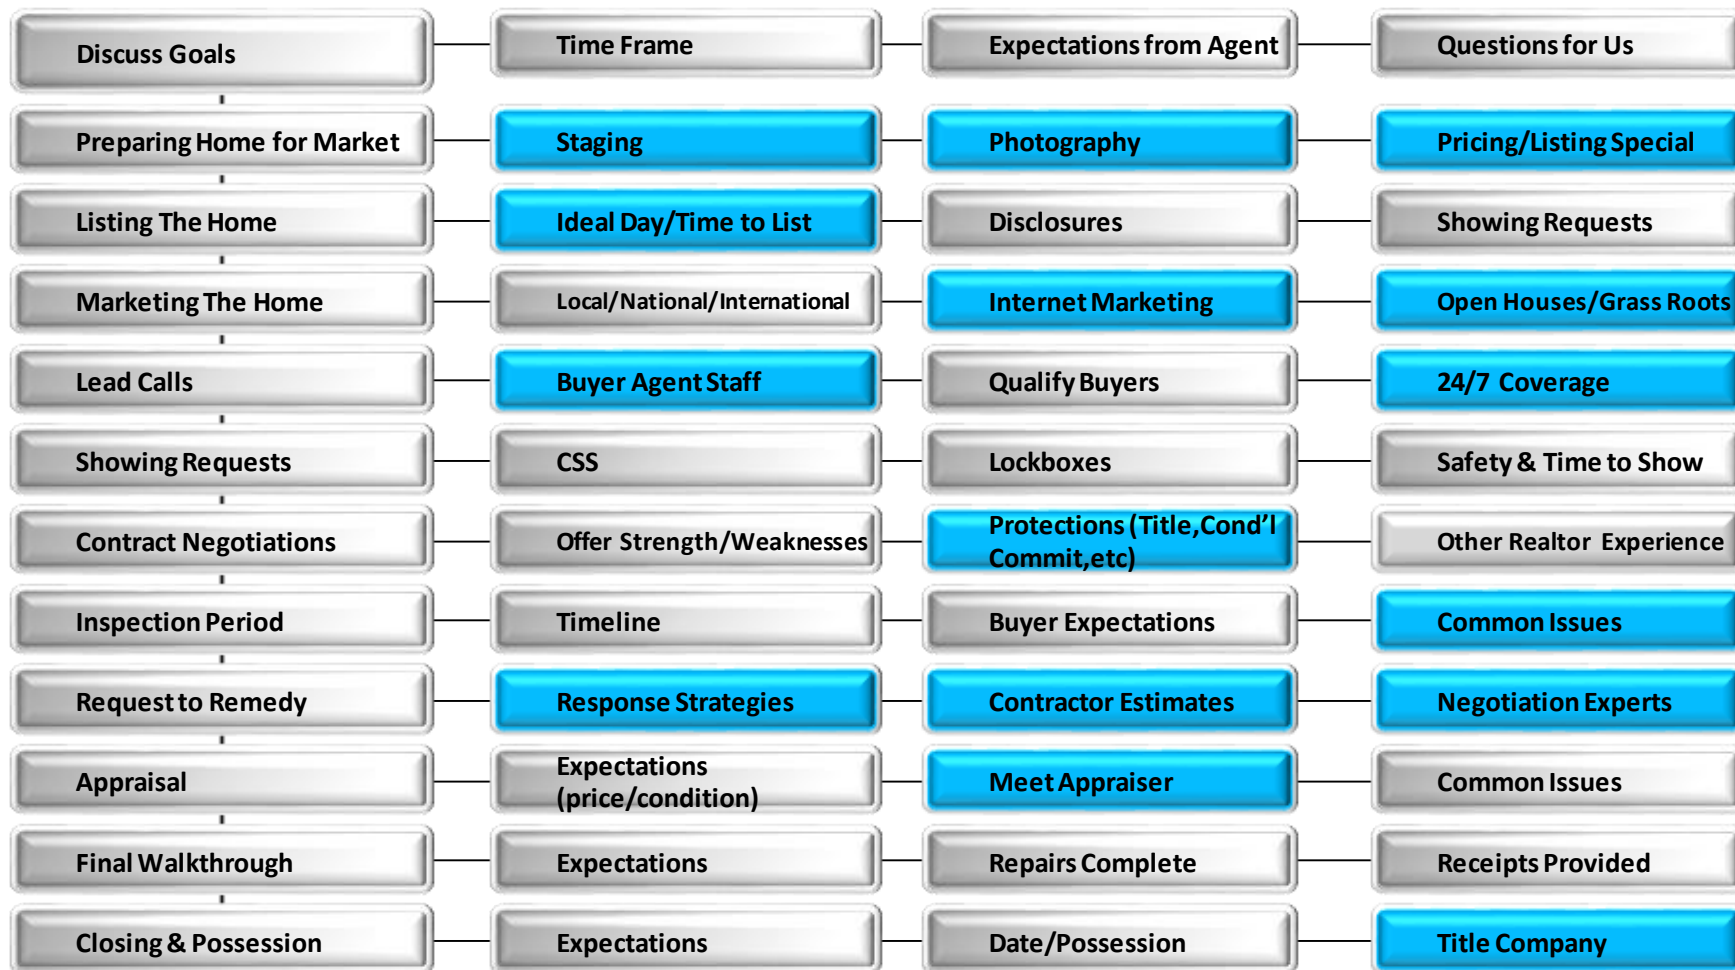 Discuss Goals
Time Frame
Expectations from Agent
Questions for Us
Preparing Home for Market
Staging
Photography
Pricing/Listing Special
Listing The Home
Ideal Day/Time to List
Disclosures
Showing Requests
Marketing The Home
Local/National/International
Internet Marketing
Open Houses/Grass Roots
Lead Calls
Buyer Agent Staff
Qualify Buyers
24/7 Coverage
Showing Requests
CSS
Lockboxes
Safety & Time to Show
Contract Negotiations
Offer Strength/Weaknesses
Protections (Title,Cond'l
Commit,etc)
Other Realtor Experience
Inspection Period
Timeline
Buyer Expectations
Common Issues
Request to Remedy
Response Strategies
Contractor Estimates
Negotiation Experts
Appraisal
Expectations
(price/condition)
Meet Appraiser
Common Issues
Final Walkthrough
Expectations
Repairs Complete
Receipts Provided
Closing & Possession
Expectations
Date/Possession
Title Company